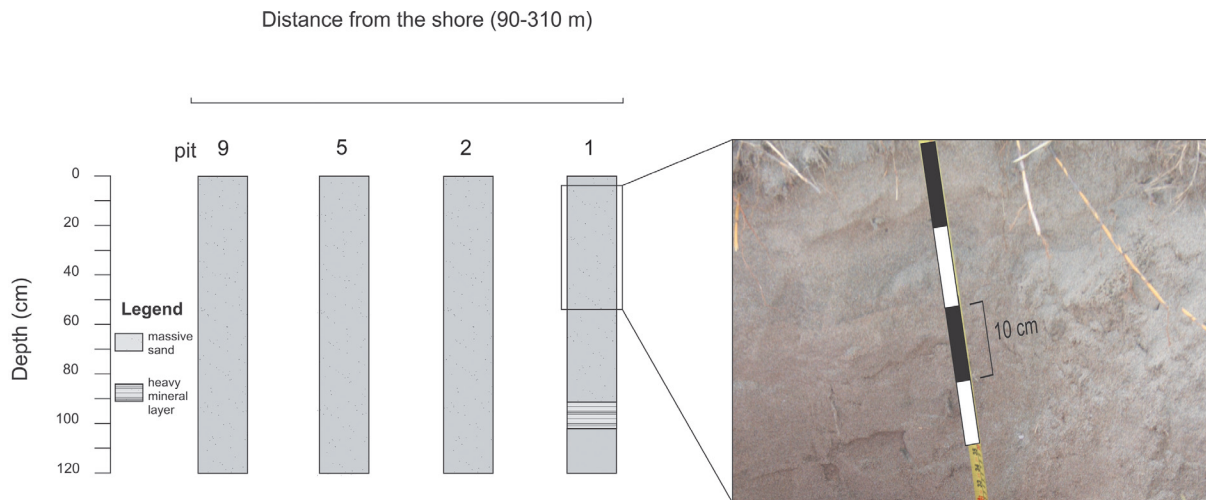 Distance from the shore (90-310 m)
pit 9 5 2 1
0
20
40
60
80
100
120
Depth (cm)
Legend
massive
sand
heavy
mineral
layer
10 cm